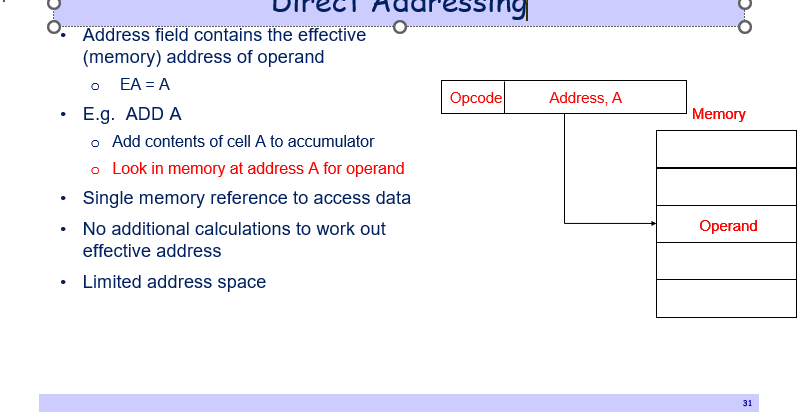 Direct Addressing
• Address field contains the effective
(memory) address of operand
o EA = A
• E.g. ADD A
o Add contents of cell A to accumulator
o Look in memory at address A for operand
• Single memory reference to access data
• No additional calculations to work out
effective address
• Limited address space
Opcode Address, A
Memory
Operand
31